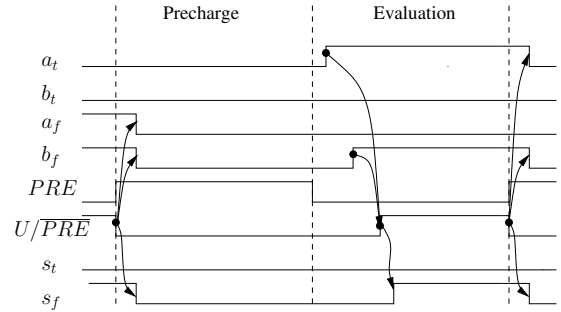 Precharge Evaluation
a_t
b_t
a_f
b_f
PRE
U/\overline{PRE}
s_t
s_f